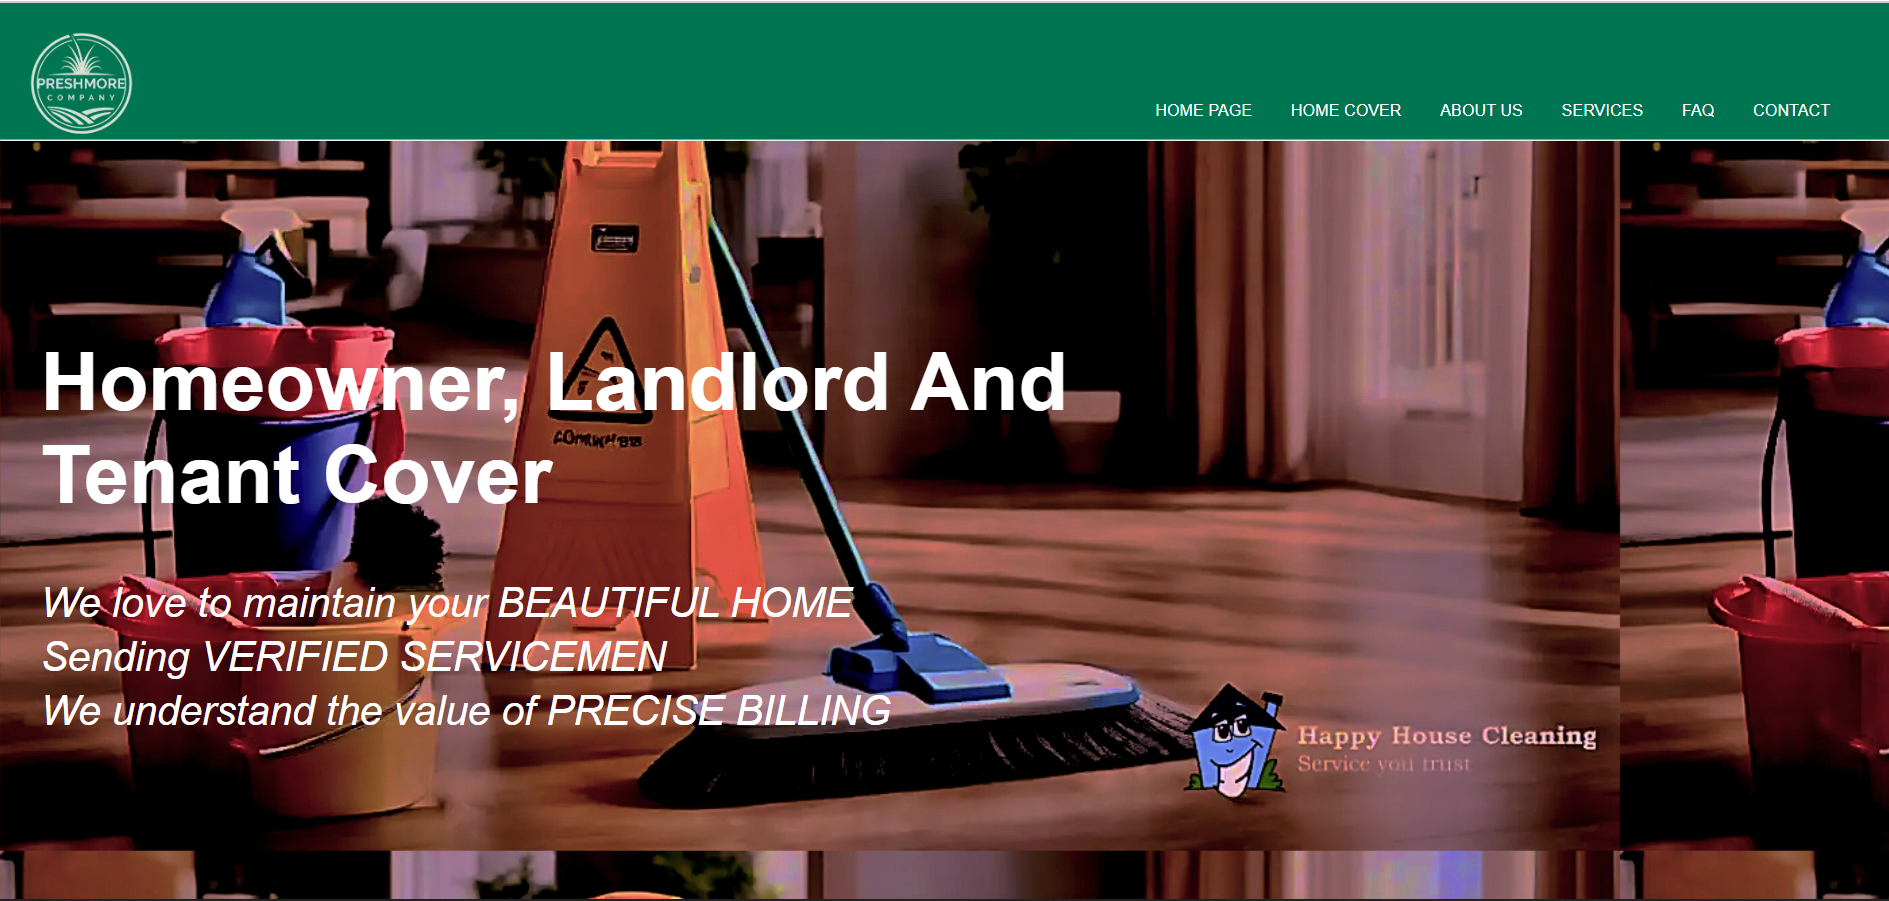 PRESHMORE
COMPANY
HOME PAGE HOME COVER ABOUT US SERVICES FAQ CONTACT
Homeowner, Landlord And
Tenant Cover
We love to maintain your BEAUTIFUL HOME
Sending VERIFIED SERVICEMEN
We understand the value of PRECISE BILLING
Happy House Cleaning
Service you trust